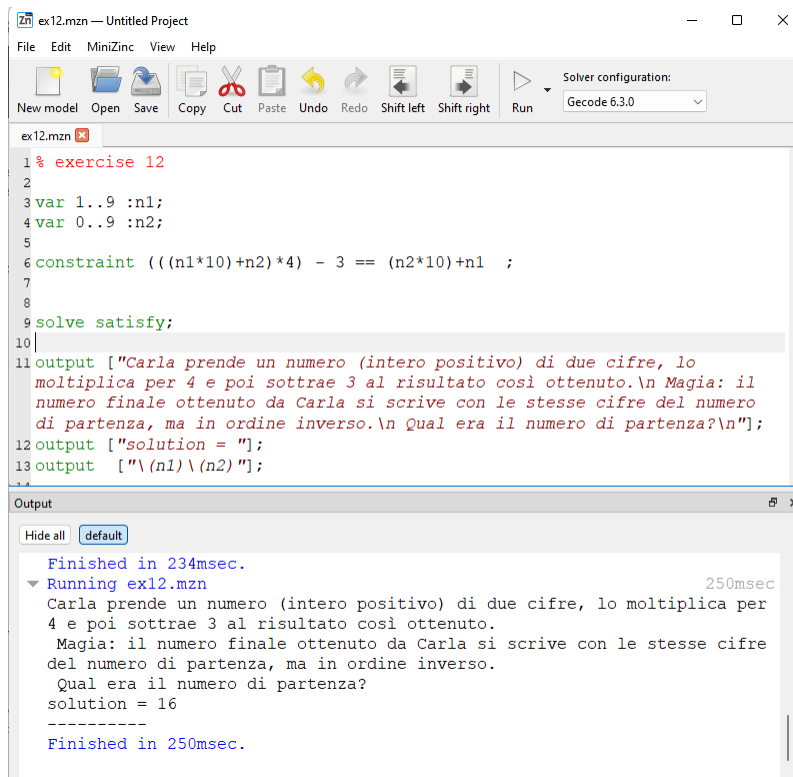 Zn ex12.mzn — Untitled Project
File Edit MiniZinc View Help
New model Open Save Copy Cut Paste Undo Redo Shift left Shift right Run
Solver configuration:
Gecode 6.3.0
ex12.mzn
1 % exercise 12
2
3 var 1..9 :n1;
4 var 0..9 :n2;
5
6 constraint (((n1*10)+n2)*4) - 3 == (n2*10)+n1  ;
7
8
9 solve satisfy;
10
11 output ["Carla prende un numero (intero positivo) di due cifre, lo
moltiplica per 4 e poi sottrae 3 al risultato così ottenuto.\n Magia: il
numero finale ottenuto da Carla si scrive con le stesse cifre del numero
di partenza, ma in ordine inverso.\n Qual era il numero di partenza?\n"];
12 output ["solution = "];
13 output  ["\(n1)\(n2)"];
14
Output
Hide all default
Finished in 234msec.
Running ex12.mzn 250msec
Carla prende un numero (intero positivo) di due cifre, lo moltiplica per
4 e poi sottrae 3 al risultato così ottenuto.
Magia: il numero finale ottenuto da Carla si scrive con le stesse cifre
del numero di partenza, ma in ordine inverso.
Qual era il numero di partenza?
solution = 16
----------
Finished in 250msec.